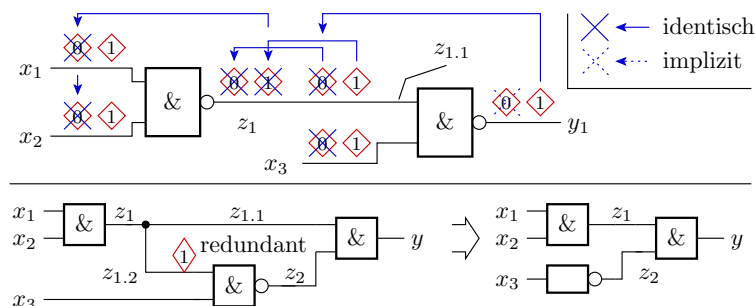 0 1 identisch
x1 z1.1 implizit
0 1 0 1 0 1 0 1
& &
x2 z1 y1
0 1
x3
x1 z1 z1.1 x1 z1
& & & &
x2 redundant y x2 y
1
z1.2 & z2 x3 z2
x3